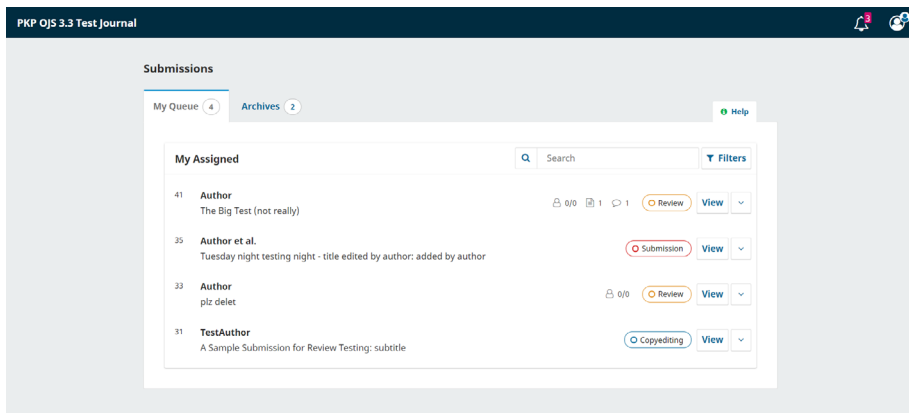 PKP OJS 3.3 Test Journal
3
Submissions
My Queue 4 Archives 2
Help
My Assigned Search Filters
41 Author
The Big Test (not really)
0/0 1 1 Review View
35 Author et al.
Tuesday night testing night - title edited by author: added by author
Submission View
33 Author
plz delet
0/0 Review View
31 TestAuthor
A Sample Submission for Review Testing: subtitle
Copyediting View